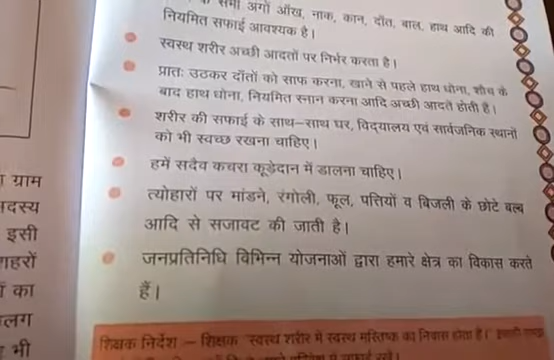 सभी अंगों आँख, नाक, कान, दाँत, बाल, हाथ आदि की
नियमित सफाई आवश्यक है।
स्वस्थ शरीर अच्छी आदतों पर निर्भर करता है।
प्रातः उठकर दाँतों को साफ करना, खाने से पहले हाथ धोना, शौच के
बाद हाथ धोना, नियमित स्नान करना आदि अच्छी आदतें होती हैं।
शरीर की सफाई के साथ–साथ घर, विद्यालय एवं सार्वजनिक स्थानों
को भी स्वच्छ रखना चाहिए।
हमें सदैव कचरा कूड़ेदान में डालना चाहिए।
त्योहारों पर मांडने, रंगोली, फूल, पत्तियों व बिजली के छोटे बल्ब
आदि से सजावट की जाती है।
जनप्रतिनिधि विभिन्न योजनाओं द्वारा हमारे क्षेत्र का विकास करते
हैं।
शिक्षक निर्देश – शिक्षक "स्वस्थ शरीर में स्वस्थ मस्तिष्क का निवास होता है।"
ग्राम
सदस्य
इसी
शहरों
का
लग
भी